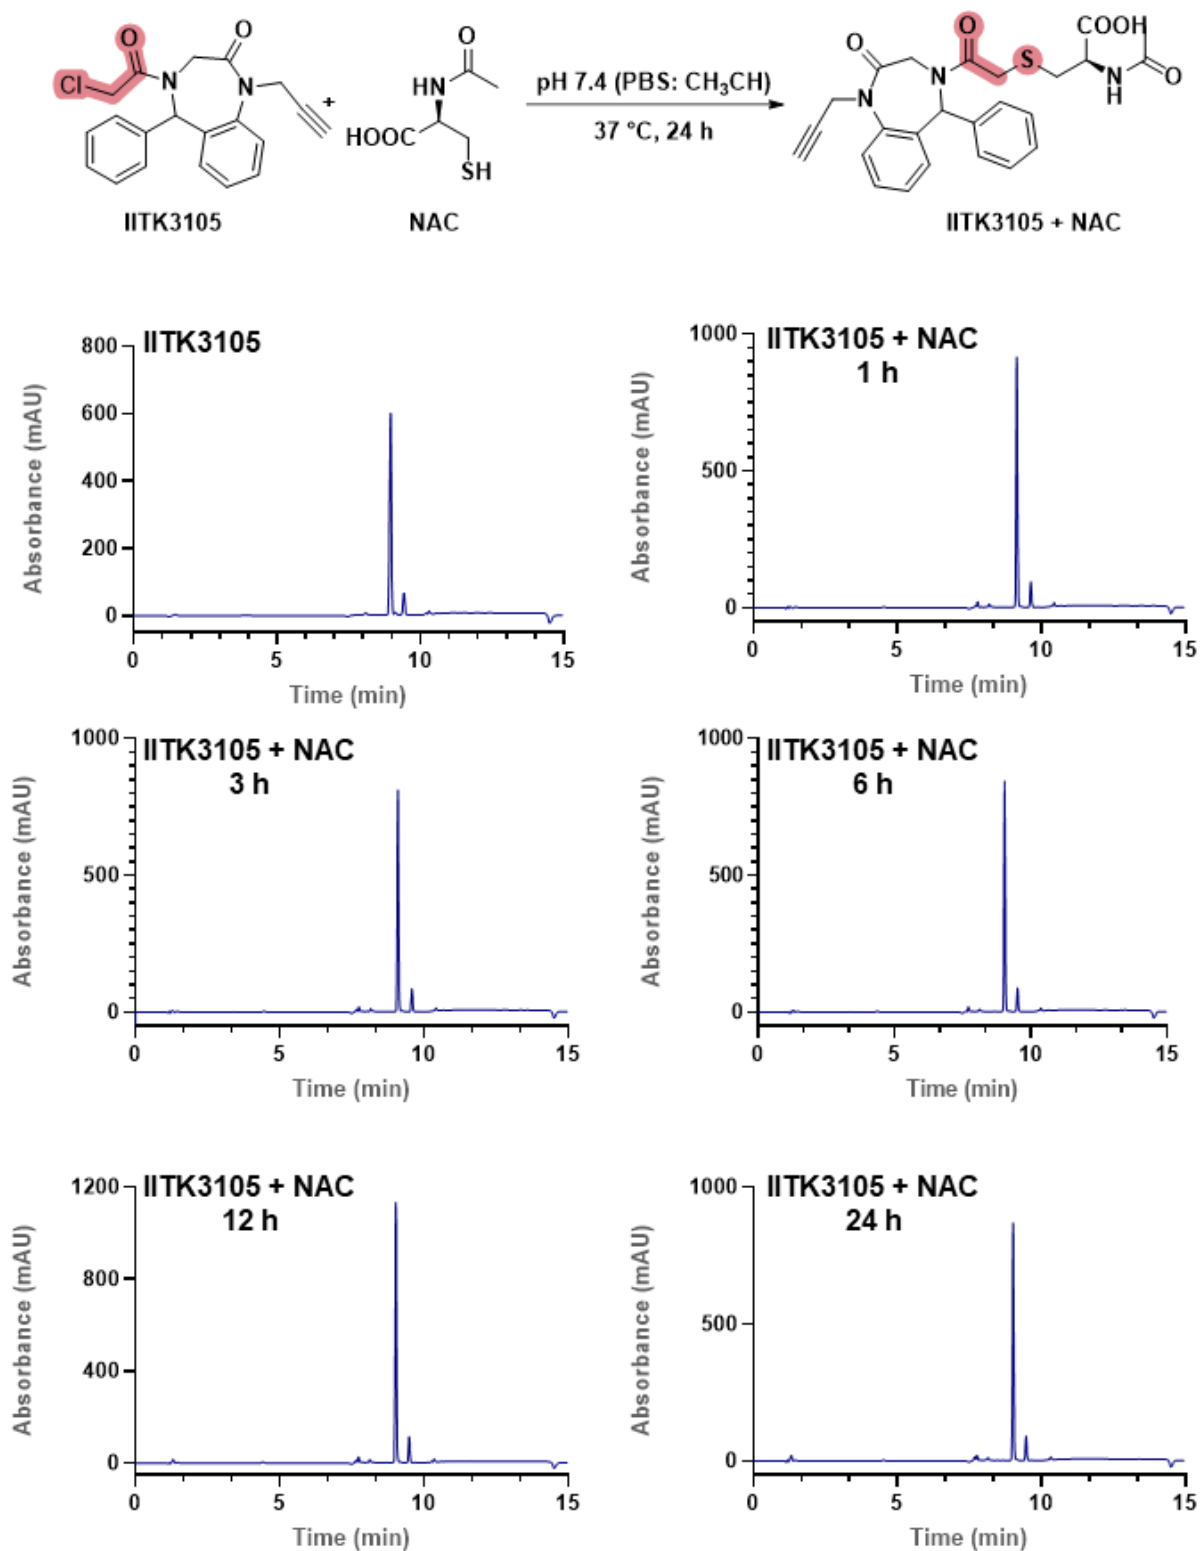 O
Cl
O
N
N
+
O
HN
HOOC
SH
pH 7.4 (PBS: CH₃CH)
37 °C, 24 h
O
N
N
O
S
COOH
N
H
O
IITK3105
NAC
IITK3105 + NAC
IITK3105
Absorbance (mAU)
800
600
400
200
0
0 5 10 15
Time (min)
IITK3105 + NAC
1 h
Absorbance (mAU)
1000
500
0
0 5 10 15
Time (min)
IITK3105 + NAC
3 h
Absorbance (mAU)
1000
500
0
0 5 10 15
Time (min)
IITK3105 + NAC
6 h
Absorbance (mAU)
1000
500
0
0 5 10 15
Time (min)
IITK3105 + NAC
12 h
Absorbance (mAU)
1200
800
400
0
0 5 10 15
Time (min)
IITK3105 + NAC
24 h
Absorbance (mAU)
1000
500
0
0 5 10 15
Time (min)